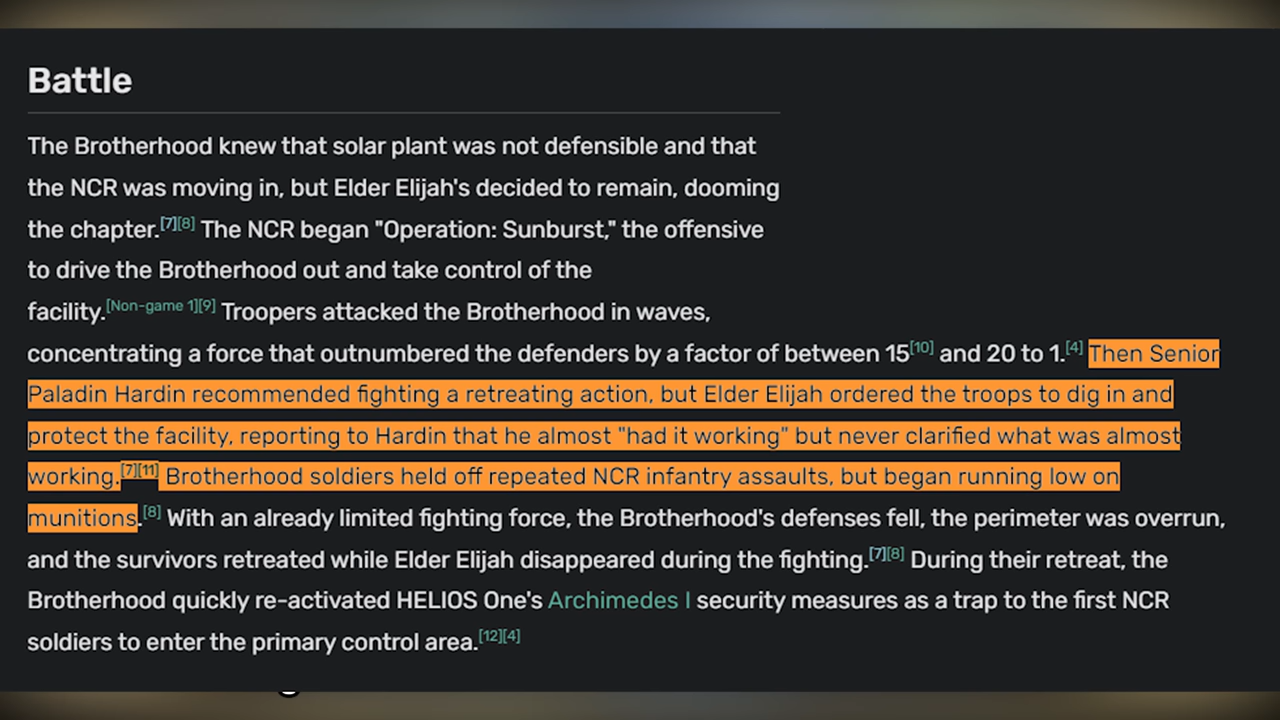 Battle
The Brotherhood knew that solar plant was not defensible and that
the NCR was moving in, but Elder Elijah's decided to remain, dooming
the chapter.[7][8] The NCR began "Operation: Sunburst," the offensive
to drive the Brotherhood out and take control of the
facility.[Non-game 1][9] Troopers attacked the Brotherhood in waves,
concentrating a force that outnumbered the defenders by a factor of between 15[10] and 20 to 1.[4] Then Senior
Paladin Hardin recommended fighting a retreating action, but Elder Elijah ordered the troops to dig in and
protect the facility, reporting to Hardin that he almost "had it working" but never clarified what was almost
working.[7][11] Brotherhood soldiers held off repeated NCR infantry assaults, but began running low on
munitions.[8] With an already limited fighting force, the Brotherhood's defenses fell, the perimeter was overrun,
and the survivors retreated while Elder Elijah disappeared during the fighting.[7][8] During their retreat, the
Brotherhood quickly re-activated HELIOS One's Archimedes I security measures as a trap to the first NCR
soldiers to enter the primary control area.[12][4]